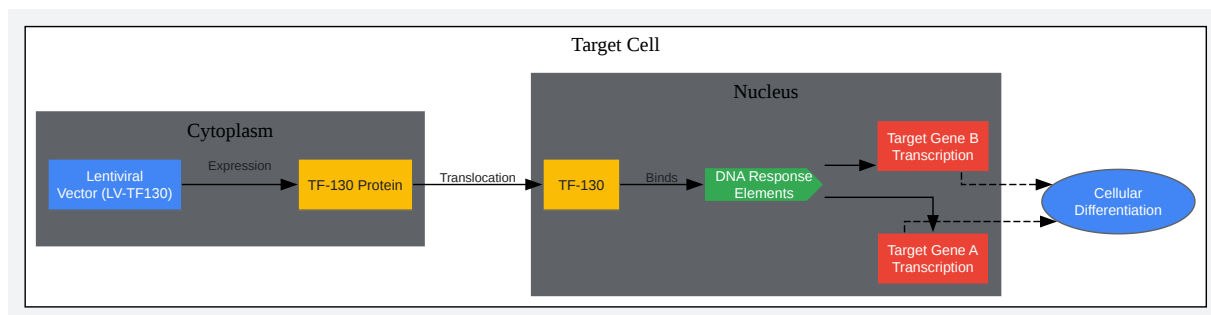 Target Cell
Nucleus
Cytoplasm
Expression
Lentiviral
Vector (LV-TF130)
TF-130 Protein
Translocation
TF-130
Binds
DNA Response
Elements
Target Gene B
Transcription
Target Gene A
Transcription
Cellular
Differentiation